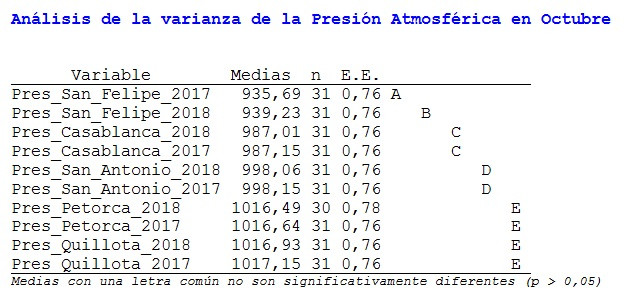 Análisis de la varianza de la Presión Atmosférica en Octubre
Variable Medias n E.E.
Pres_San_Felipe_2017 935,69 31 0,76 A
Pres_San_Felipe_2018 939,23 31 0,76 B
Pres_Casablanca_2018 987,01 31 0,76 C
Pres_Casablanca_2017 987,15 31 0,76 C
Pres_San_Antonio_2018 998,06 31 0,76 D
Pres_San_Antonio_2017 998,15 31 0,76 D
Pres_Petorca_2018 1016,49 30 0,78 E
Pres_Petorca_2017 1016,64 31 0,76 E
Pres_Quillota_2018 1016,93 31 0,76 E
Pres_Quillota_2017 1017,15 31 0,76 E
Medias con una letra común no son significativamente diferentes (p > 0,05)